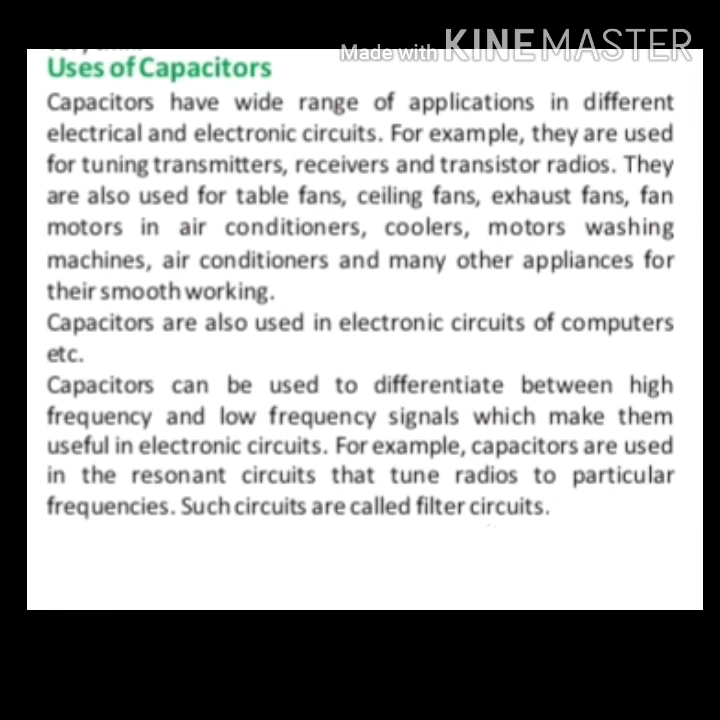 Made with KINEMASTER
Uses of Capacitors
Capacitors have wide range of applications in different
electrical and electronic circuits. For example, they are used
for tuning transmitters, receivers and transistor radios. They
are also used for table fans, ceiling fans, exhaust fans, fan
motors in air conditioners, coolers, motors washing
machines, air conditioners and many other appliances for
their smooth working.
Capacitors are also used in electronic circuits of computers
etc.
Capacitors can be used to differentiate between high
frequency and low frequency signals which make them
useful in electronic circuits. For example, capacitors are used
in the resonant circuits that tune radios to particular
frequencies. Such circuits are called filter circuits.